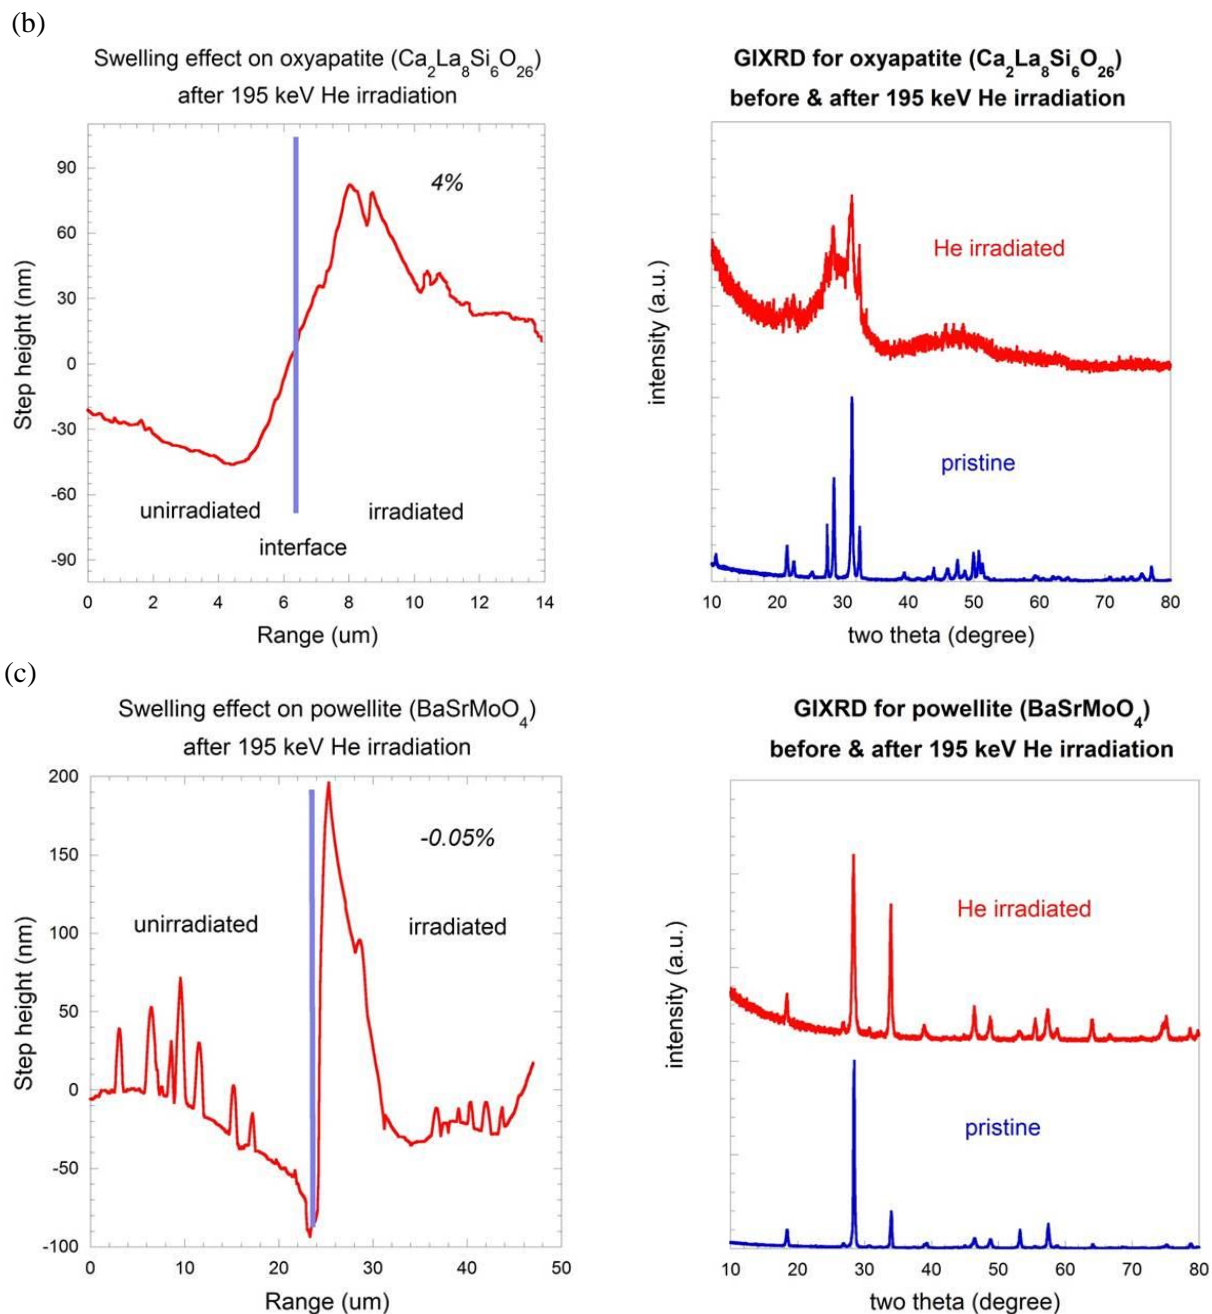 (b)
Swelling effect on oxyapatite (Ca2La8Si6O26)
after 195 keV He irradiation
90
60
30
0
-30
-60
-90
Step height (nm)
4%
unirradiated
irradiated
interface
0 2 4 6 8 10 12 14
Range (um)
GIXRD for oxyapatite (Ca2La8Si6O26)
before & after 195 keV He irradiation
intensity (a.u.)
He irradiated
pristine
10 20 30 40 50 60 70 80
two theta (degree)
(c)
Swelling effect on powellite (BaSrMoO4)
after 195 keV He irradiation
200
150
100
50
0
-50
-100
Step height (nm)
-0.05%
unirradiated
irradiated
0 10 20 30 40 50
Range (um)
GIXRD for powellite (BaSrMoO4)
before & after 195 keV He irradiation
intensity (a.u.)
He irradiated
pristine
10 20 30 40 50 60 70 80
two theta (degree)